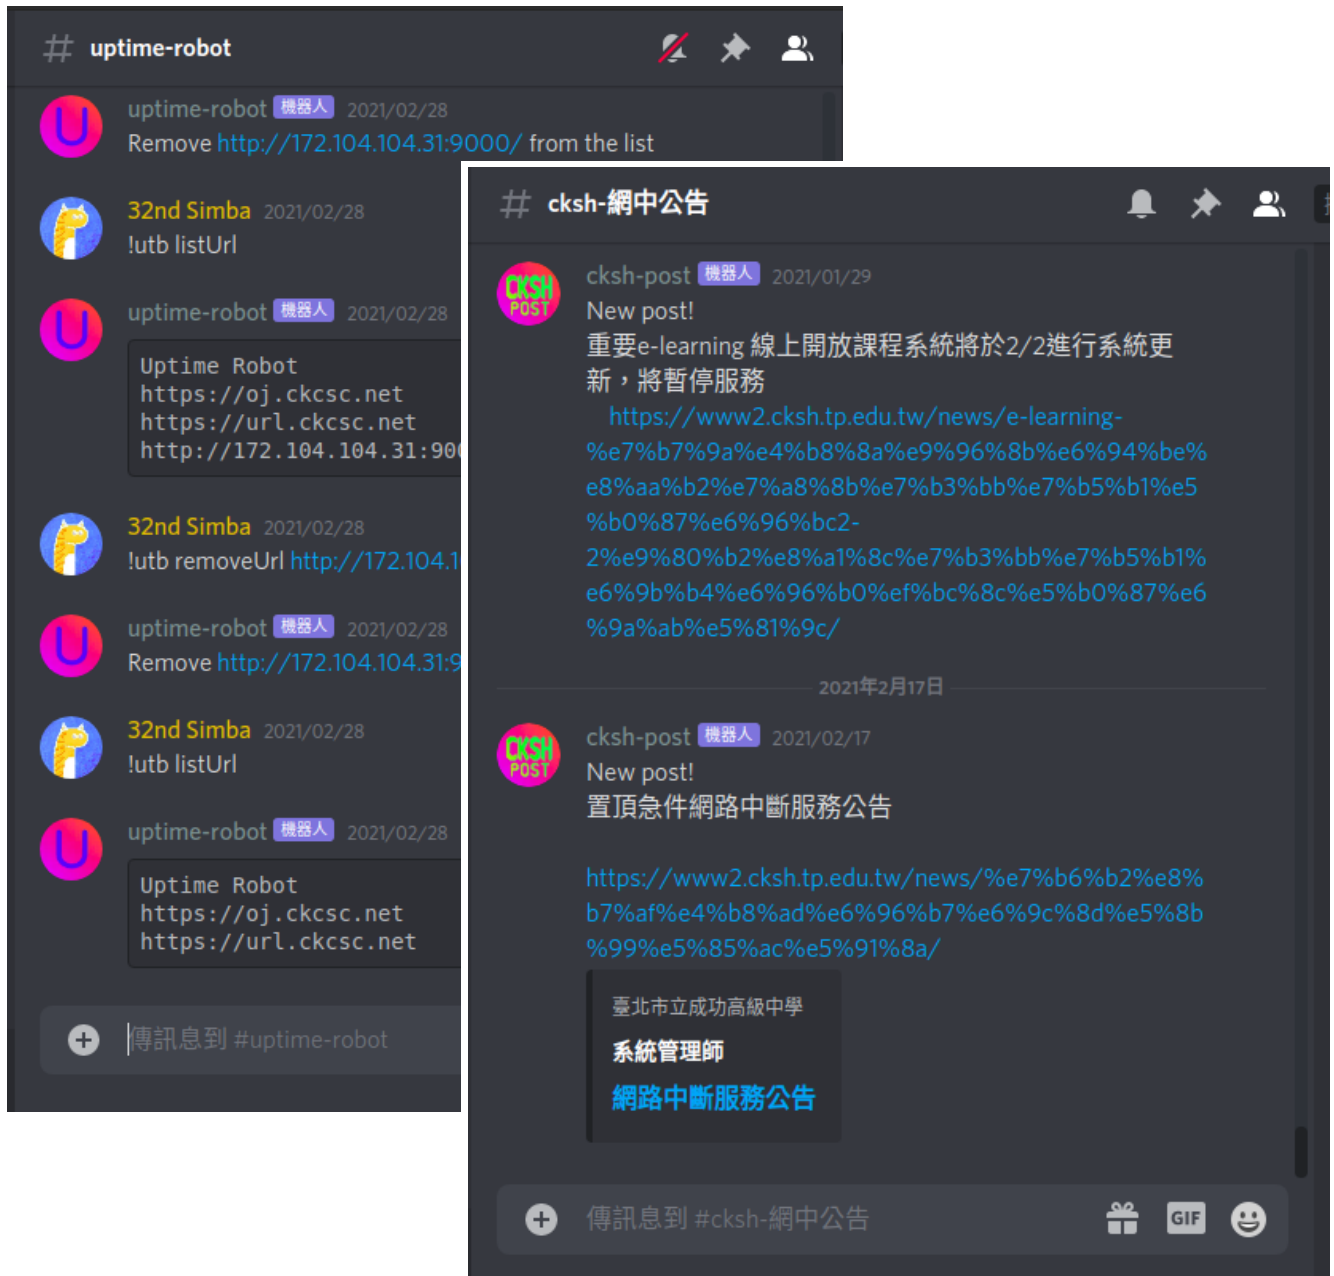 uptime-robot
U
uptime-robot 機器人 2021/02/28
Remove http://172.104.104.31:9000/ from the list
32nd Simba 2021/02/28
!utb listUrl
U
uptime-robot 機器人 2021/02/28
Uptime Robot
https://oj.ckcsc.net
https://url.ckcsc.net
http://172.104.104.31:900
32nd Simba 2021/02/28
!utb removeUrl http://172.104.1
U
uptime-robot 機器人 2021/02/28
Remove http://172.104.104.31:9
32nd Simba 2021/02/28
!utb listUrl
U
uptime-robot 機器人 2021/02/28
Uptime Robot
https://oj.ckcsc.net
https://url.ckcsc.net
傳訊息到 #uptime-robot
# cksh-網中公告
CKSH
POST
cksh-post 機器人 2021/01/29
New post!
重要e-learning 線上開放課程系統將於2/2進行系統更
新，將暫停服務
https://www2.cksh.tp.edu.tw/news/e-learning-
%e7%b7%9a%e4%b8%8a%e9%96%8b%e6%94%be%
e8%aa%b2%e7%a8%8b%e7%b3%bb%e7%b5%b1%e5
%b0%87%e6%96%bc2-
2%e9%80%b2%e8%a1%8c%e7%b3%bb%e7%b5%b1%
e6%9b%b4%e6%96%b0%ef%bc%8c%e5%b0%87%e6
%9a%ab%e5%81%9c/
2021年2月17日
CKSH
POST
cksh-post 機器人 2021/02/17
New post!
置頂急件網路中斷服務公告
https://www2.cksh.tp.edu.tw/news/%e7%b6%b2%e8%
b7%af%e4%b8%ad%e6%96%b7%e6%9c%8d%e5%8b
%99%e5%85%ac%e5%91%8a/
臺北市立成功高級中學
系統管理師
網路中斷服務公告
傳訊息到 #cksh-網中公告
GIF